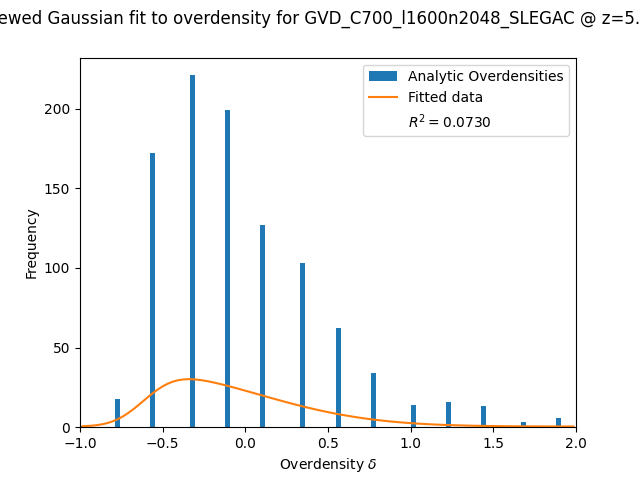 ewed Gaussian fit to overdensity for GVD_C700_l1600n2048_SLEGAC @ z=5.
Analytic Overdensities
Fitted data
R² = 0.0730
Frequency
200
150
100
50
0
−1.0 −0.5 0.0 0.5 1.0 1.5 2.0
Overdensity δ